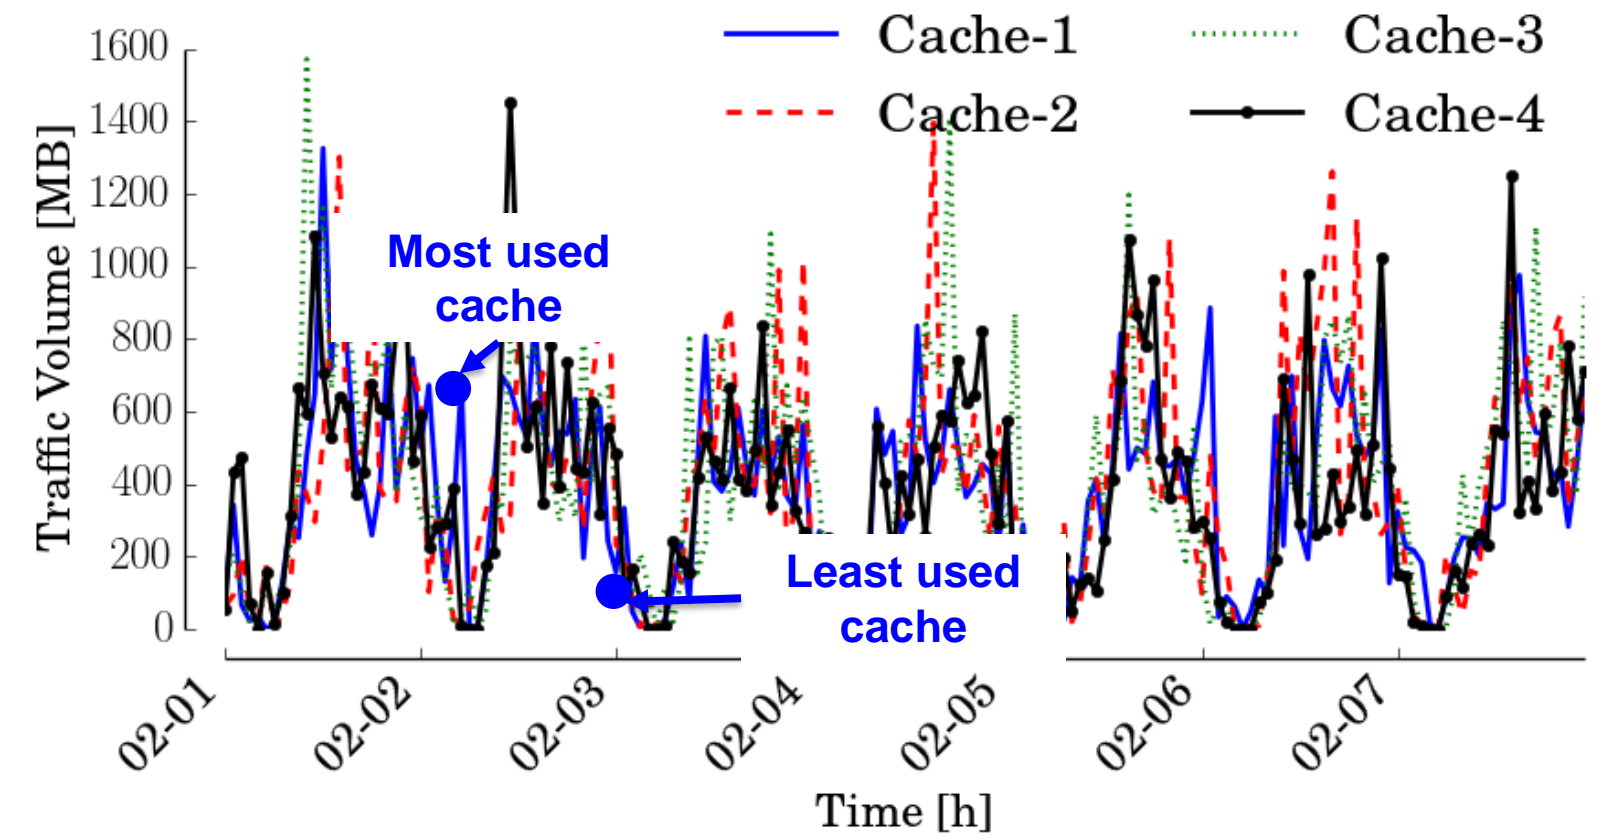 1600
1400
1200
1000
800
600
400
200
0
Traffic Volume [MB]
Cache-1
Cache-2
Cache-3
Cache-4
Most used
cache
Least used
cache
02-01
02-02
02-03
02-04
02-05
02-06
02-07
Time [h]